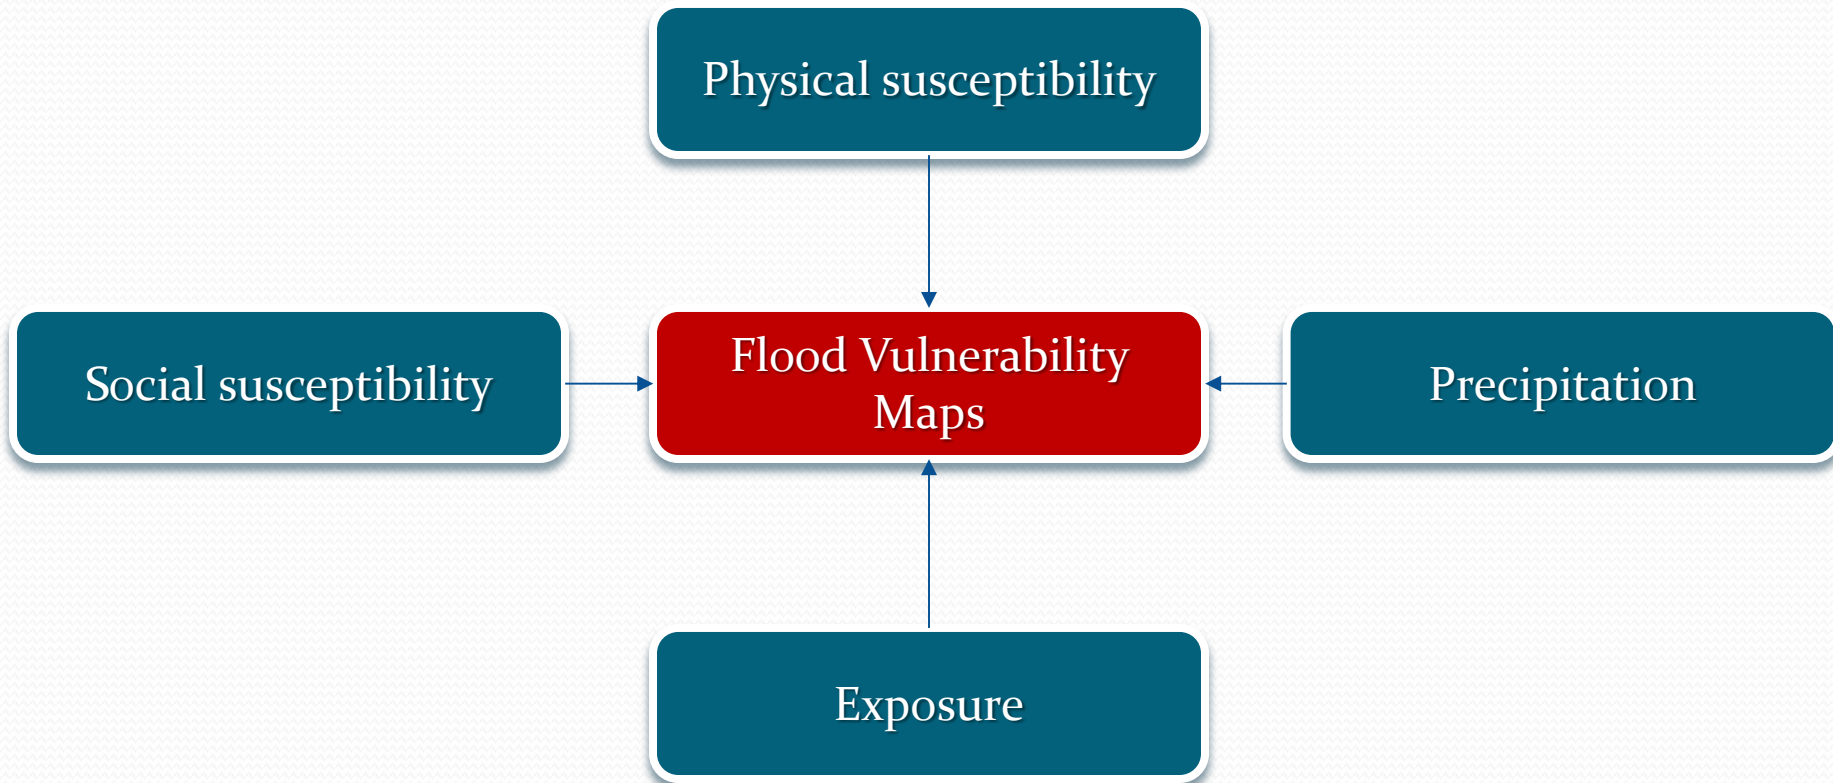 Physical susceptibility
Social susceptibility
Flood Vulnerability
Maps
Precipitation
Exposure